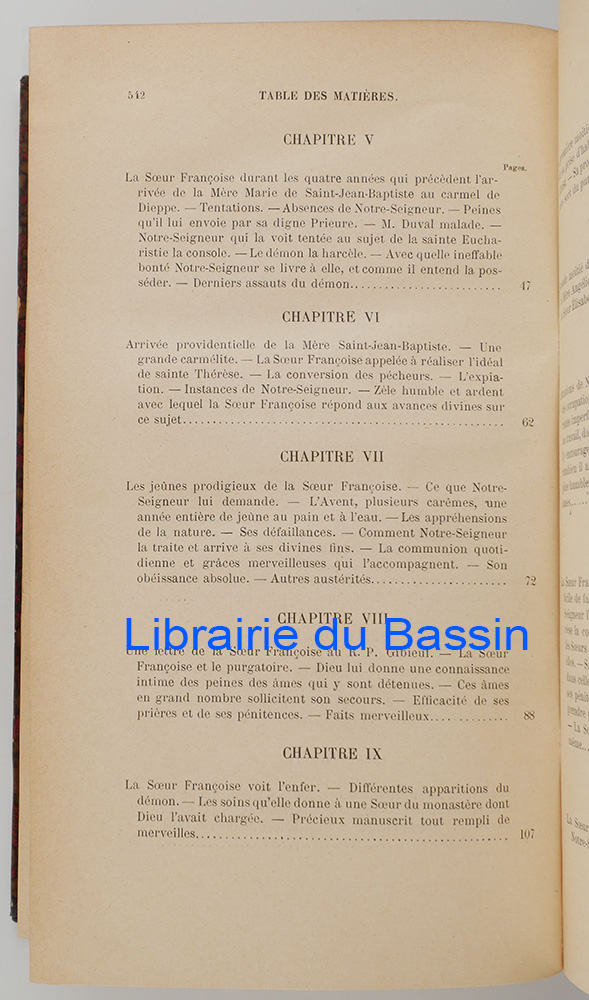 542 TABLE DES MATIÈRES.
CHAPITRE V
Pages.
La Sœur Françoise durant les quatre années qui précèdent l'ar-
rivée de la Mère Marie de Saint-Jean-Baptiste au carmel de
Dieppe. — Tentations. — Absences de Notre-Seigneur. — Peines
qu'il lui envoie par sa digne Prieure. — M. Duval malade. —
Notre-Seigneur qui la voit tentée au sujet de la sainte Eucha-
ristie la console. — Le démon la harcèle. — Avec quelle ineffable
bonté Notre-Seigneur se livre à elle, et comme il entend la pos-
séder. — Derniers assauts du démon. . . . . . . . . . . . . . . . . . . . . . . . . . 47
CHAPITRE VI
Arrivée providentielle de la Mère Saint-Jean-Baptiste. — Une
grande carmélite. — La Sœur Françoise appelée à réaliser l'idéal
de sainte Thérèse. — La conversion des pécheurs. — L'expia-
tion. — Instances de Notre-Seigneur. — Zèle humble et ardent
avec lequel la Sœur Françoise répond aux avances divines sur
ce sujet. . . . . . . . . . . . . . . . . . . . . . . . . . . . . . . . . . . . . . . . . . . . . . . . . . . . . 62
CHAPITRE VII
Les jeûnes prodigieux de la Sœur Françoise. — Ce que Notre-
Seigneur lui demande. — L'Avent, plusieurs carêmes, une
année entière de jeûne au pain et à l'eau. — Les appréhensions
de la nature. — Ses défaillances. — Comment Notre-Seigneur
la traite et arrive à ses divines fins. — La communion quoti-
dienne et grâces merveilleuses qui l'accompagnent. — Son
obéissance absolue. — Autres austérités. . . . . . . . . . . . . . . . . . . . . . . 72
CHAPITRE VIII
Librairie du Bassin
Une lettre de la Sœur Françoise au R. P. Gibieuf. — La Sœur
Françoise et le purgatoire. — Dieu lui donne une connaissance
intime des peines des âmes qui y sont détenues. — Ces âmes
en grand nombre sollicitent son secours. — Efficacité de ses
prières et de ses pénitences. — Faits merveilleux. . . . . . . . . . . . . . 88
CHAPITRE IX
La Sœur Françoise voit l'enfer. — Différentes apparitions du
démon. — Les soins qu'elle donne à une Sœur du monastère dont
Dieu l'avait chargée. — Précieux manuscrit tout rempli de
merveilles. . . . . . . . . . . . . . . . . . . . . . . . . . . . . . . . . . . . . . . . . . . . . . . . . . . 107